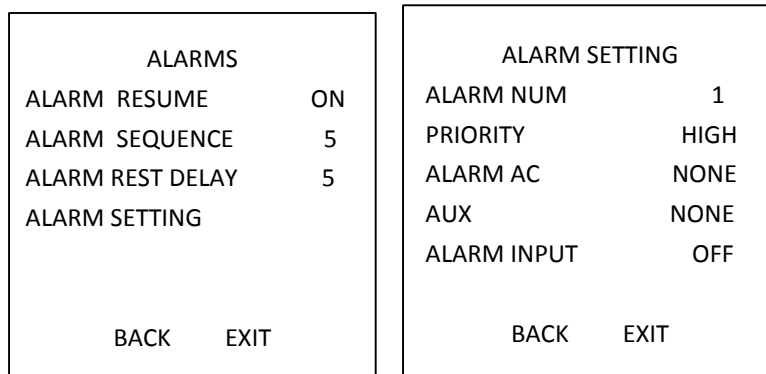 ALARMS
ALARM RESUME ON
ALARM SEQUENCE 5
ALARM REST DELAY 5
ALARM SETTING
BACK EXIT
ALARM SETTING
ALARM NUM 1
PRIORITY HIGH
ALARM AC NONE
AUX NONE
ALARM INPUT OFF
BACK EXIT